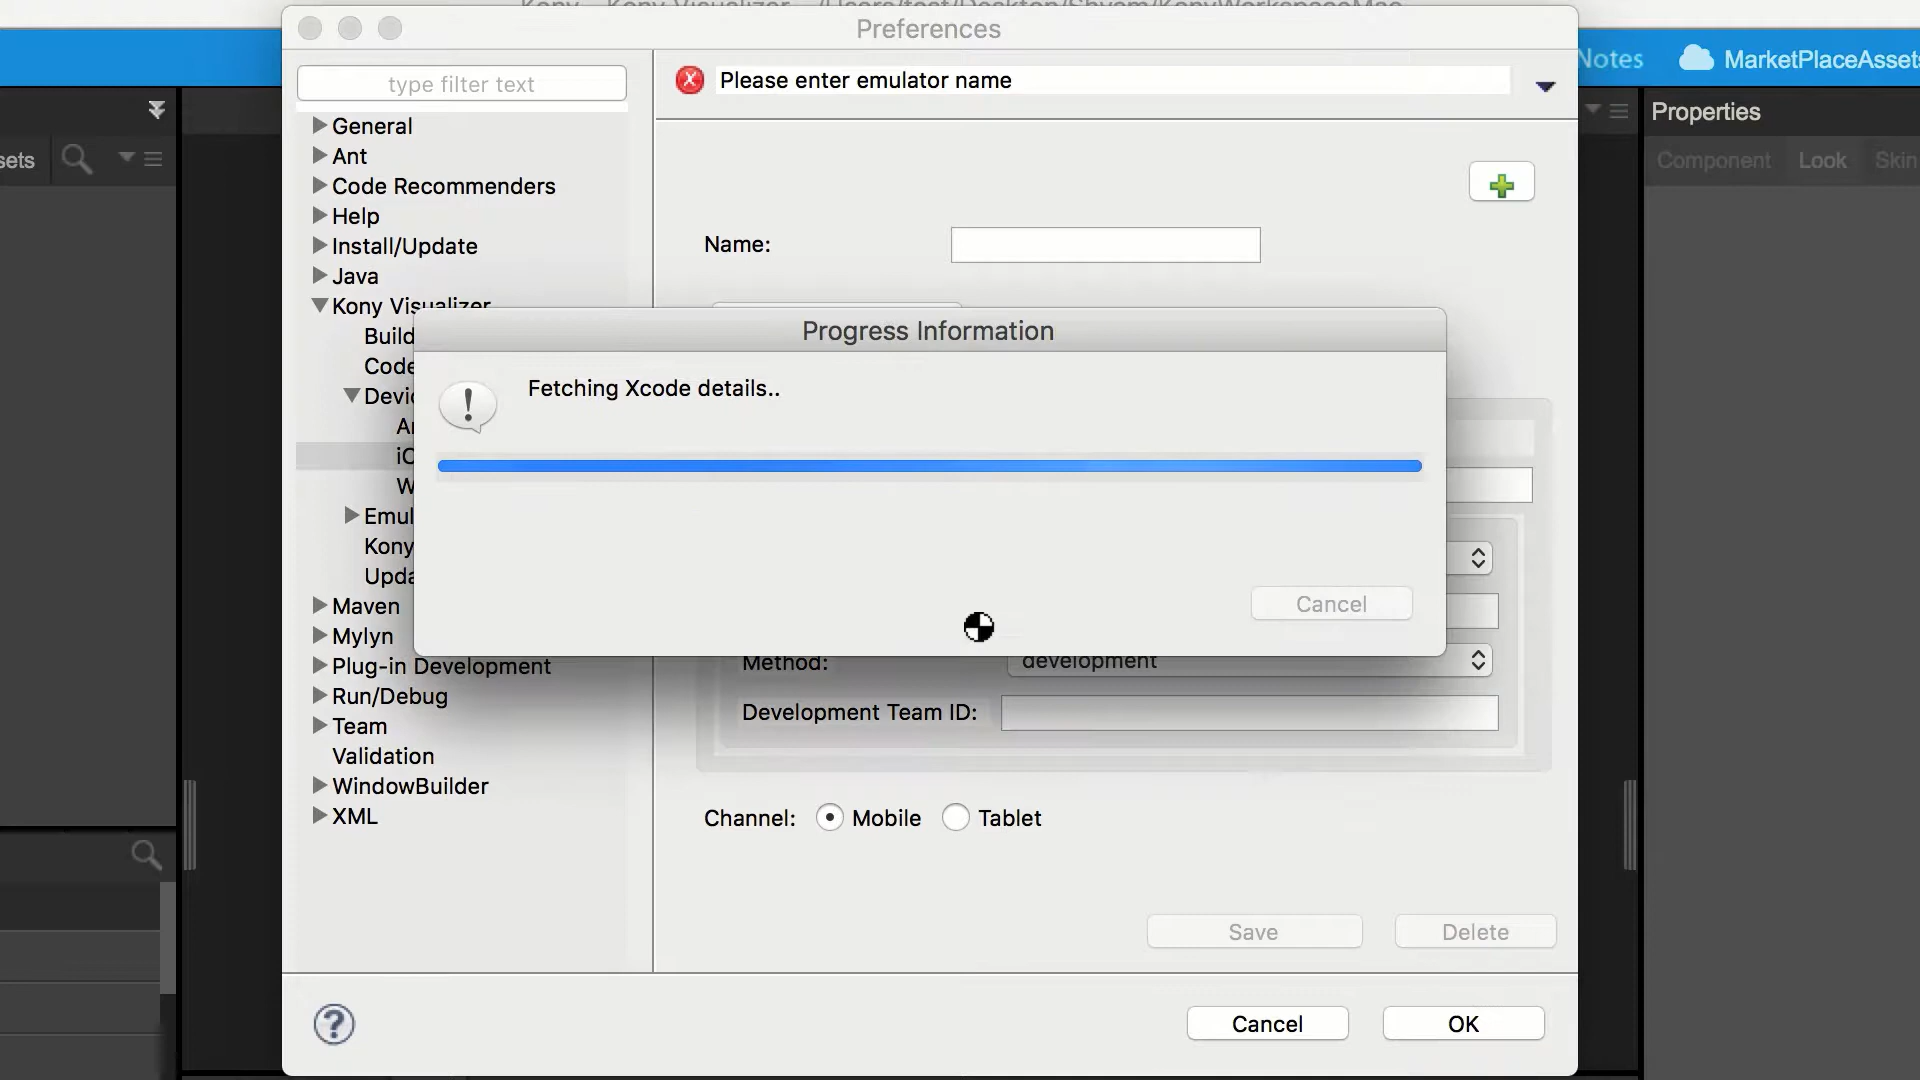 Preferences
Notes
MarketPlaceAssets
type filter text
Please enter emulator name
Properties
sets
Component
Look
Skin
General
Ant
Code Recommenders
Help
Install/Update
Java
Kony Visualizer
Name:
Progress Information
Build
Code
Fetching Xcode details..
Devic
iO
W
Emul
Kony
Upda
Cancel
Maven
Mylyn
Plug-in Development
Method:
development
Run/Debug
Development Team ID:
Team
Validation
WindowBuilder
XML
Channel:
Mobile
Tablet
Save
Delete
Cancel
OK